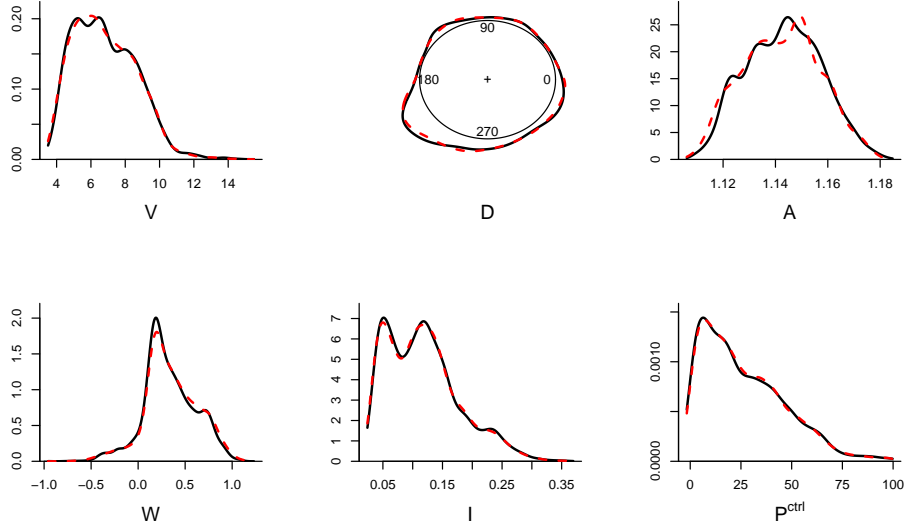 0.00 0.10 0.20
4 6 8 10 12 14
V
90
180 + 0
270
D
0 5 10 15 20 25
1.12 1.14 1.16 1.18
A
0.0 0.5 1.0 1.5 2.0
−1.0 −0.5 0.0 0.5 1.0
W
0 1 2 3 4 5 6 7
0.05 0.15 0.25 0.35
I
0.0000 0.0010
0 25 50 75 100
P^ctrl